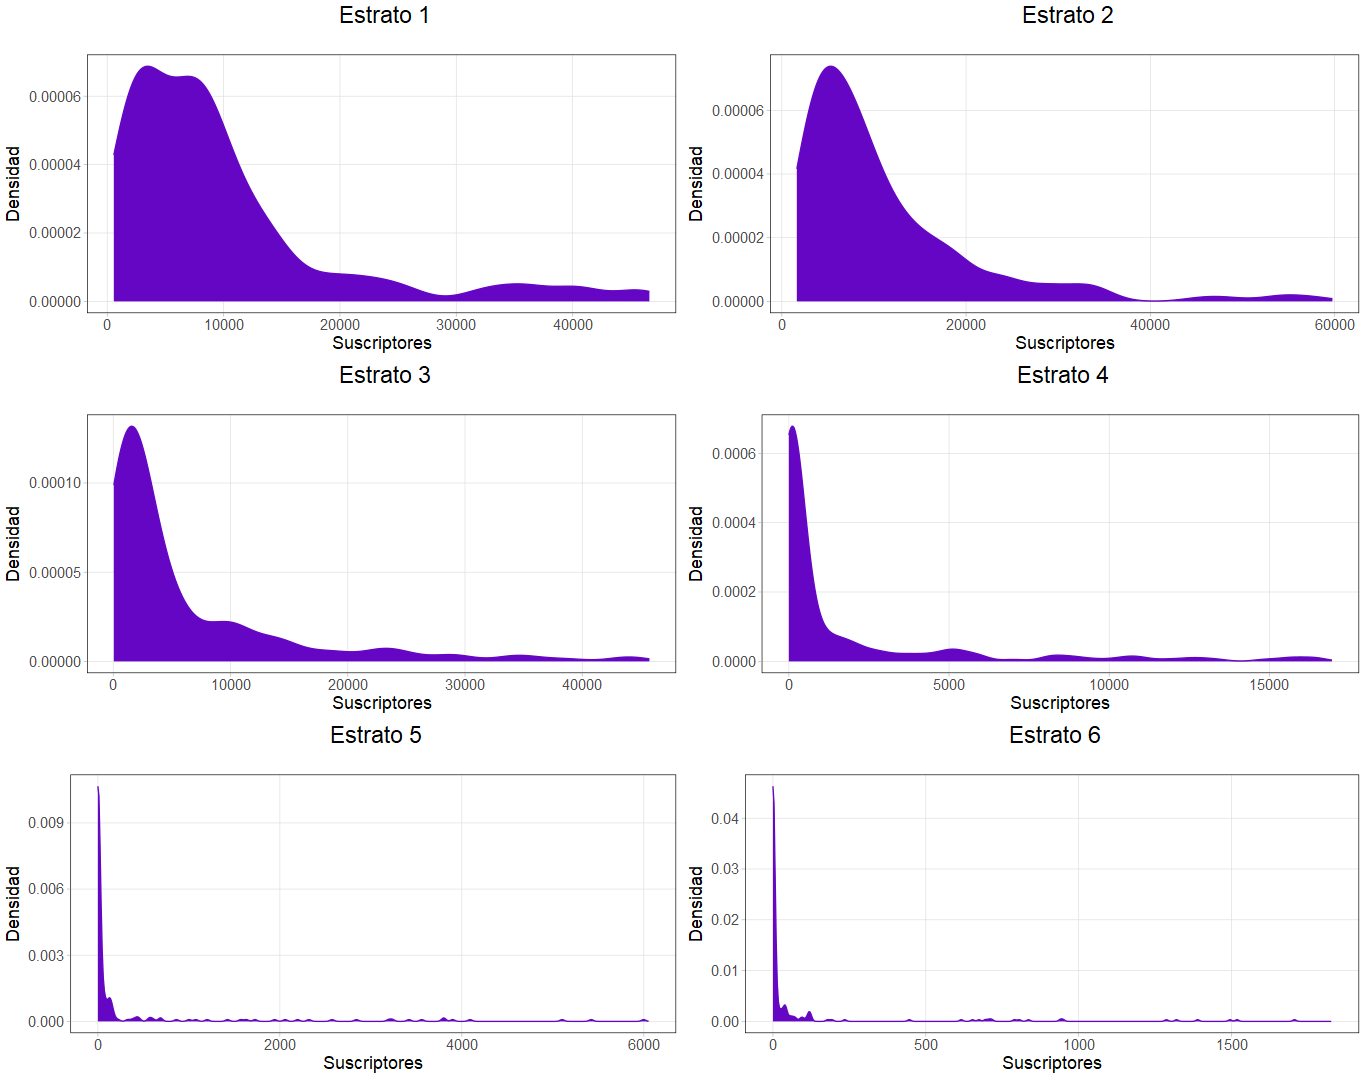 Estrato 1
Densidad
0.00006
0.00004
0.00002
0.00000
0 10000 20000 30000 40000
Suscriptores
Estrato 2
Densidad
0.00006
0.00004
0.00002
0.00000
0 20000 40000 60000
Suscriptores
Estrato 3
Densidad
0.00010
0.00005
0.00000
0 10000 20000 30000 40000
Suscriptores
Estrato 4
Densidad
0.0006
0.0004
0.0002
0.0000
0 5000 10000 15000
Suscriptores
Estrato 5
Densidad
0.009
0.006
0.003
0.000
0 2000 4000 6000
Suscriptores
Estrato 6
Densidad
0.04
0.03
0.02
0.01
0.00
0 500 1000 1500
Suscriptores